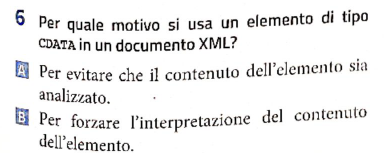 6 Per quale motivo si usa un elemento di tipo
CDATA in un documento XML?
A Per evitare che il contenuto dell'elemento sia
analizzato.
B Per forzare l'interpretazione del contenuto
dell'elemento.